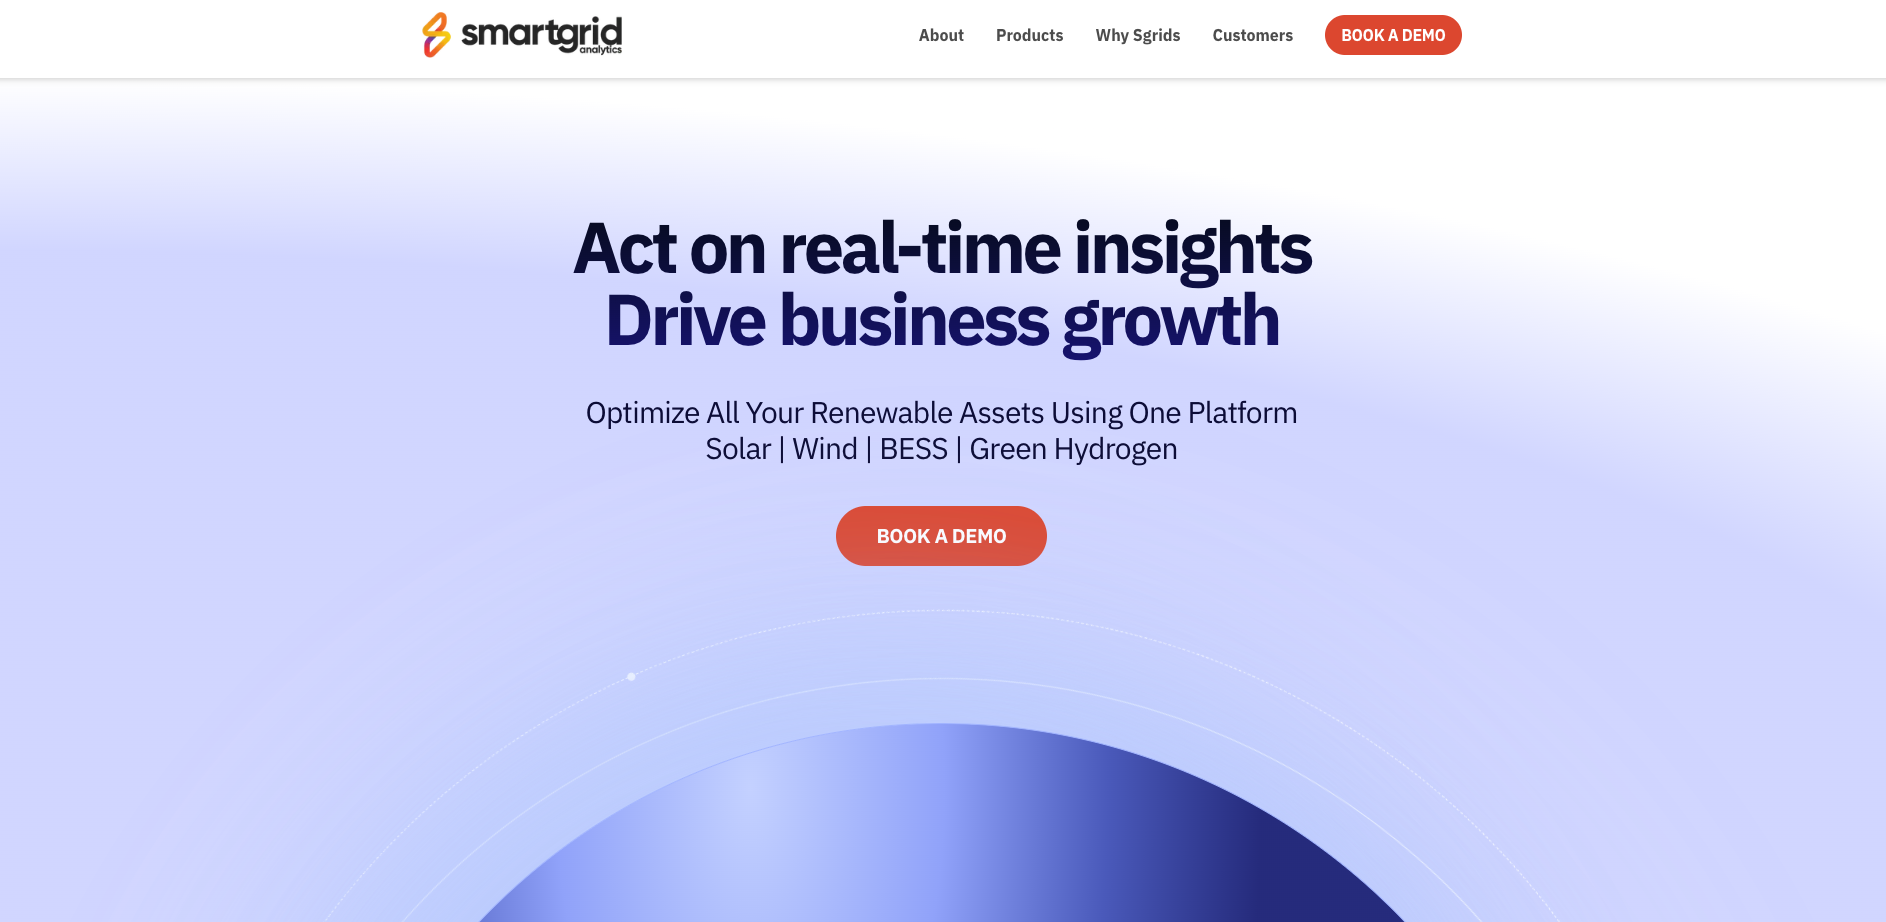 smartgrid
analytics
About
Products
Why Sgrids
Customers
BOOK A DEMO
Act on real-time insights
Drive business growth
Optimize All Your Renewable Assets Using One Platform
Solar | Wind | BESS | Green Hydrogen
BOOK A DEMO